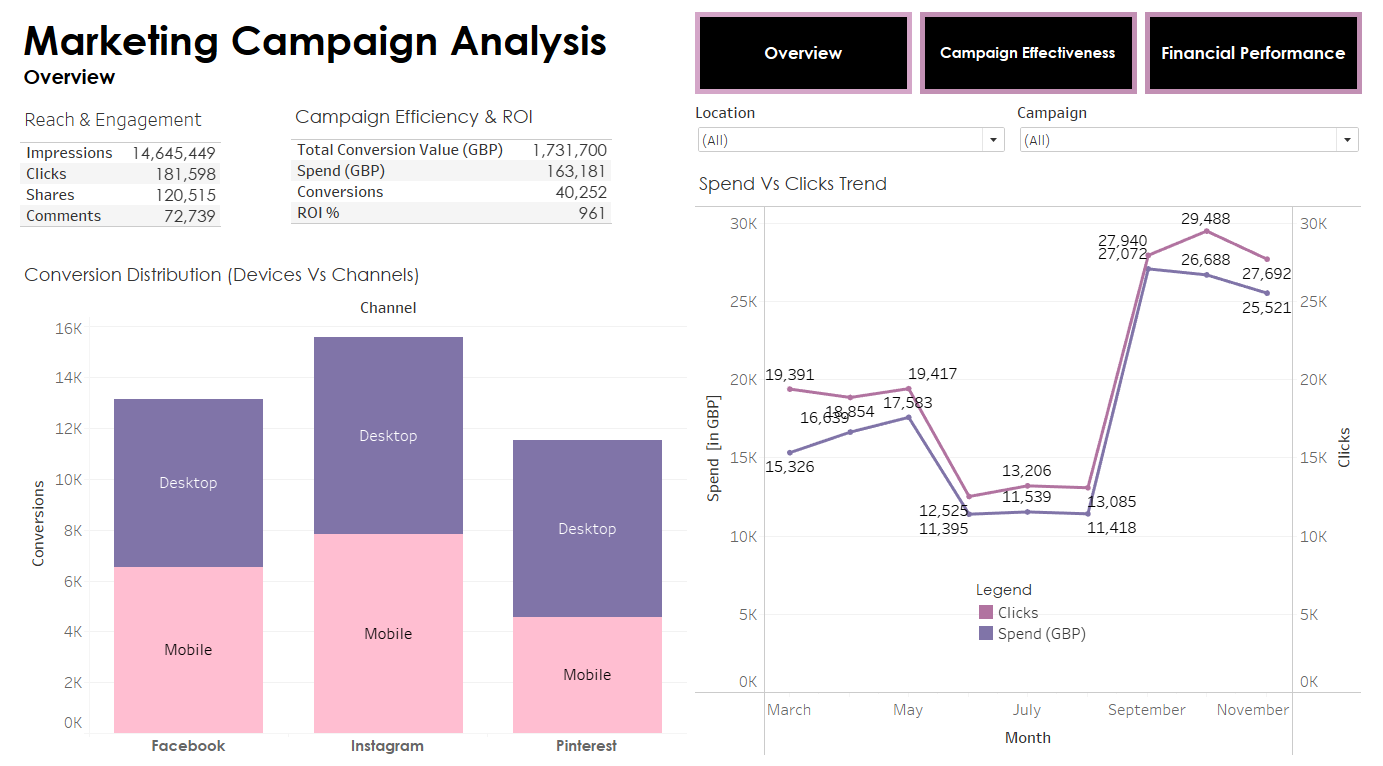 Marketing Campaign Analysis
Overview
Overview
Campaign Effectiveness
Financial Performance
Location
(All)
Campaign
(All)
Reach & Engagement
Impressions 14,645,449
Clicks 181,598
Shares 120,515
Comments 72,739
Campaign Efficiency & ROI
Total Conversion Value (GBP) 1,731,700
Spend (GBP) 163,181
Conversions 40,252
ROI % 961
Conversion Distribution (Devices Vs Channels)
Channel
Conversions
16K
14K
12K
10K
8K
6K
4K
2K
0K
Desktop
Mobile
Desktop
Mobile
Desktop
Mobile
Facebook
Instagram
Pinterest
Spend Vs Clicks Trend
Spend [in GBP]
30K
25K
20K
15K
10K
5K
0K
19,391
18,854
19,417
12,525
13,206
13,085
27,940
29,488
27,692
15,326
16,639
17,583
11,395
11,539
11,418
27,072
26,688
25,521
Legend
Clicks
Spend (GBP)
30K
25K
20K
15K
10K
5K
0K
Clicks
March May July September November
Month